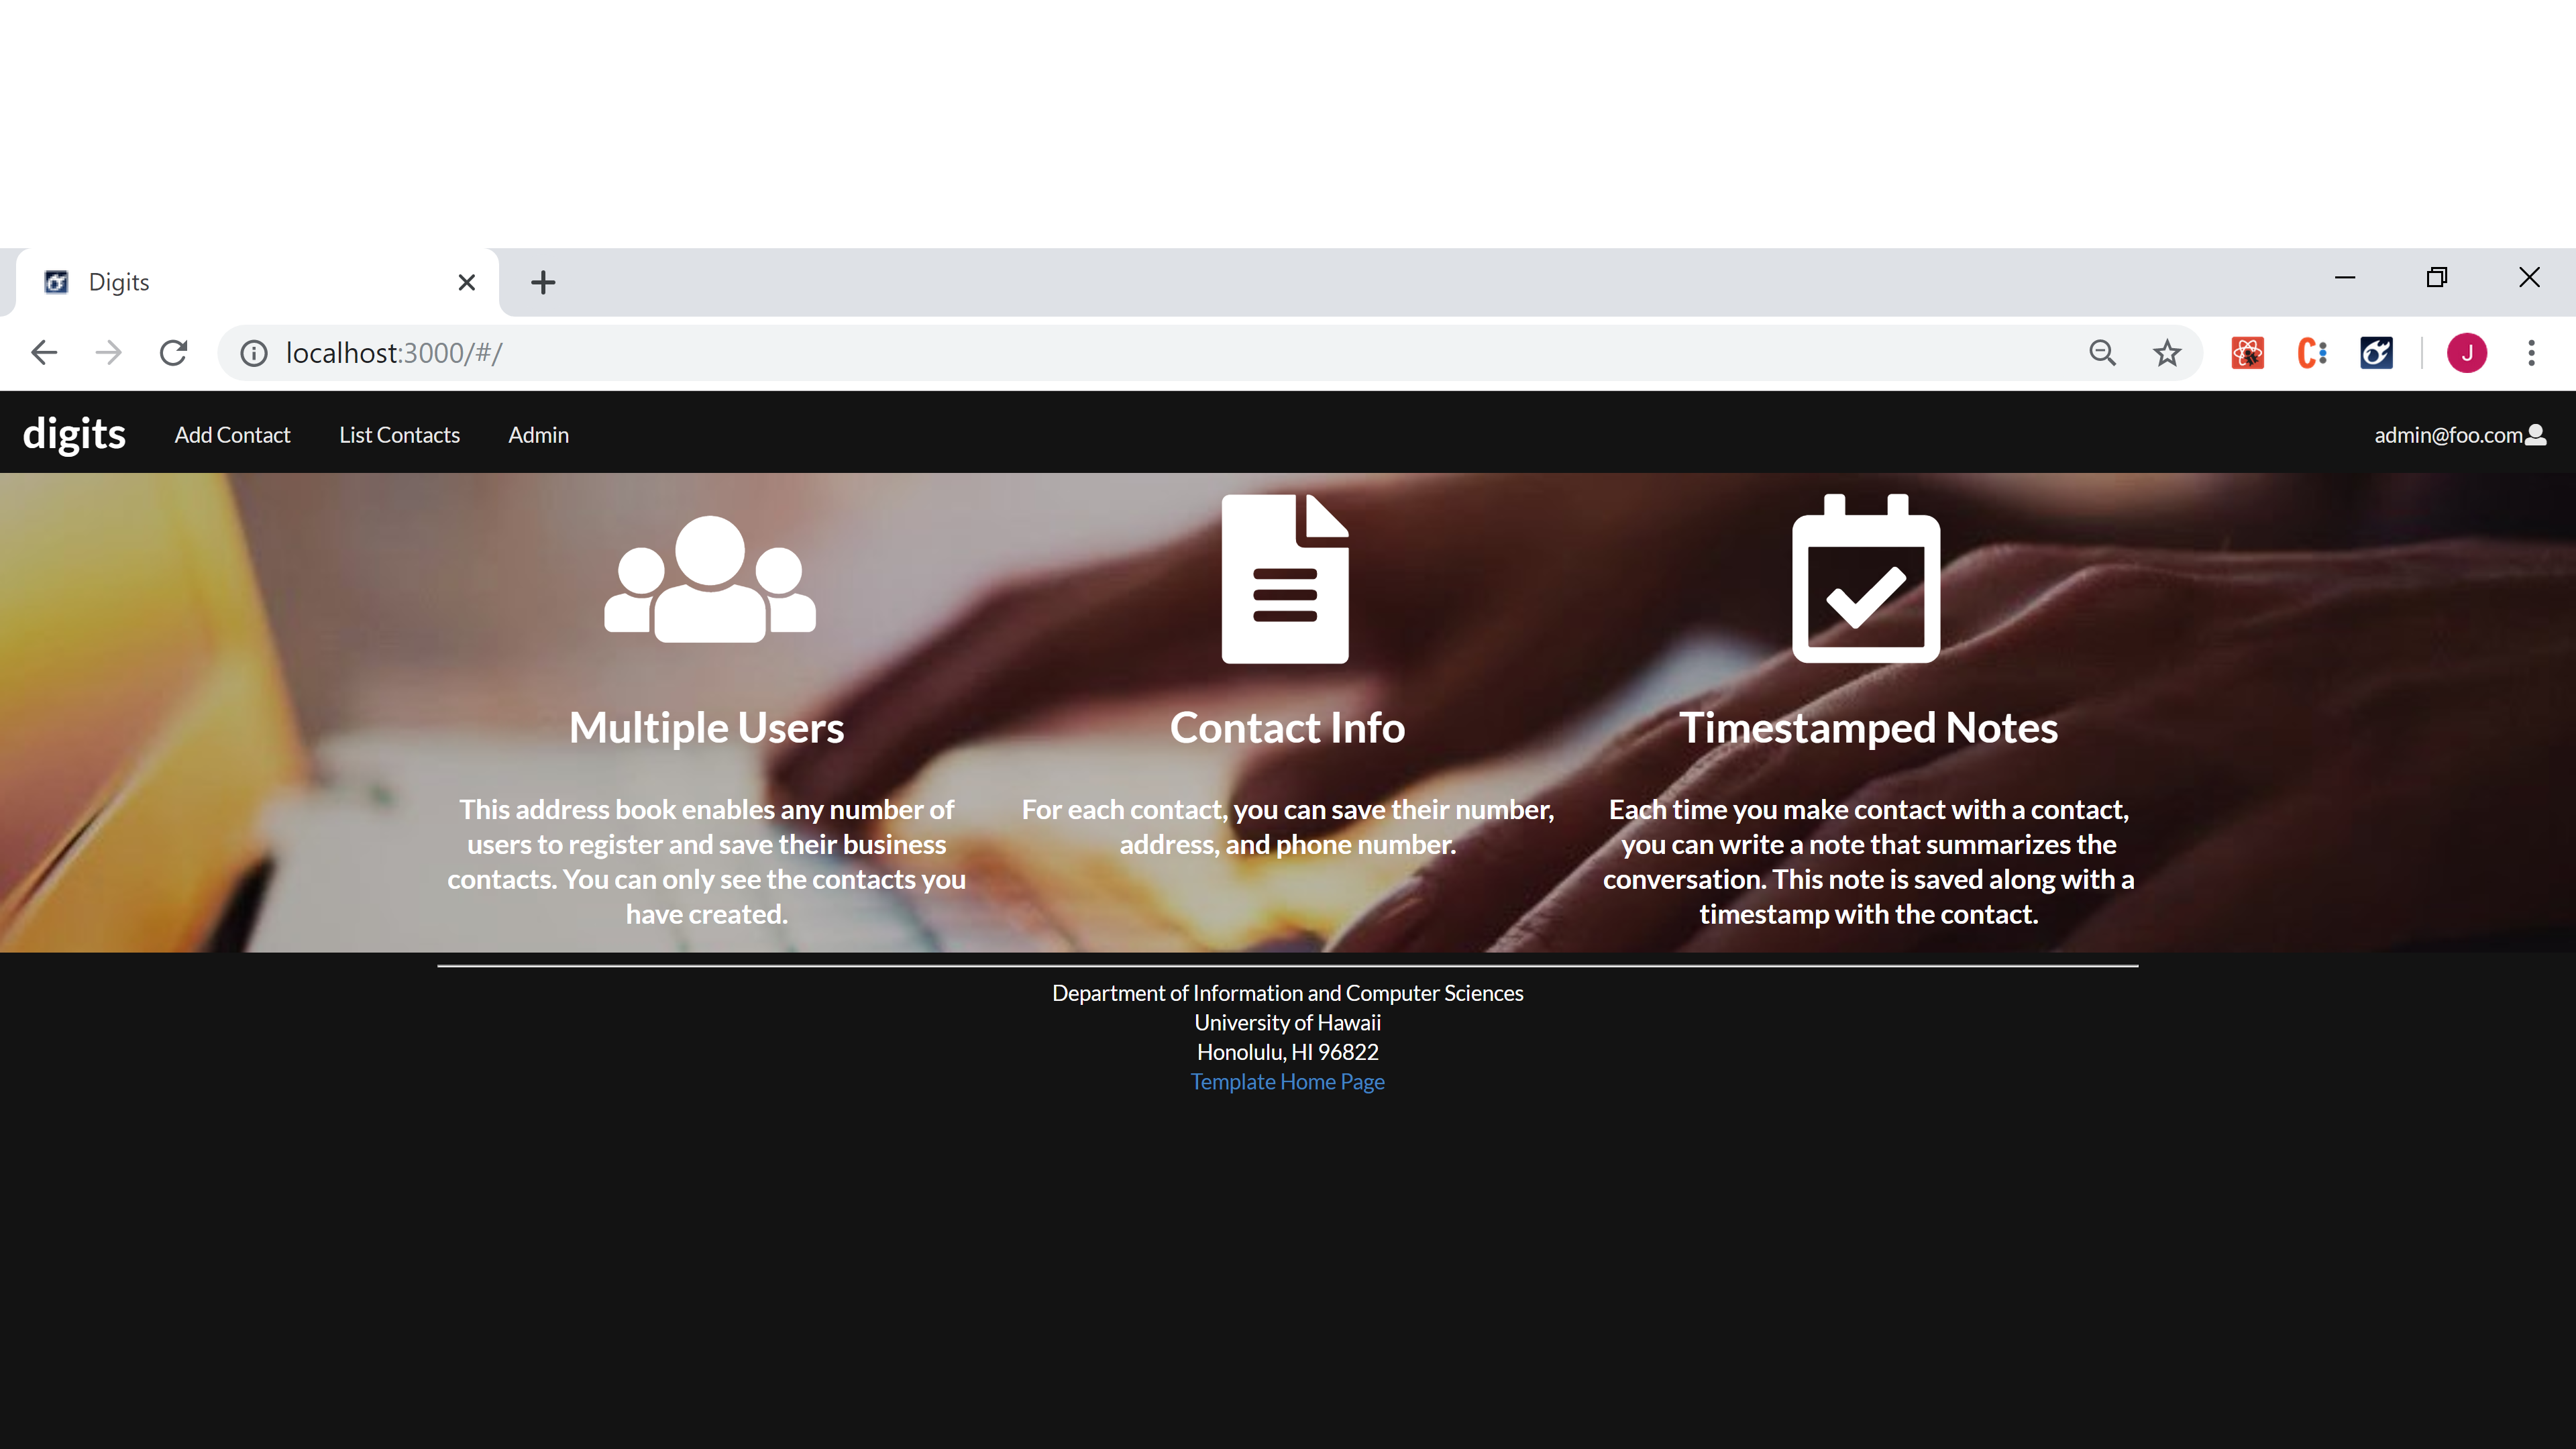 Digits
localhost:3000/#/
J
digits Add Contact List Contacts Admin admin@foo.com
Multiple Users
This address book enables any number of
users to register and save their business
contacts. You can only see the contacts you
have created.
Contact Info
For each contact, you can save their number,
address, and phone number.
Timestamped Notes
Each time you make contact with a contact,
you can write a note that summarizes the
conversation. This note is saved along with a
timestamp with the contact.
Department of Information and Computer Sciences
University of Hawaii
Honolulu, HI 96822
Template Home Page